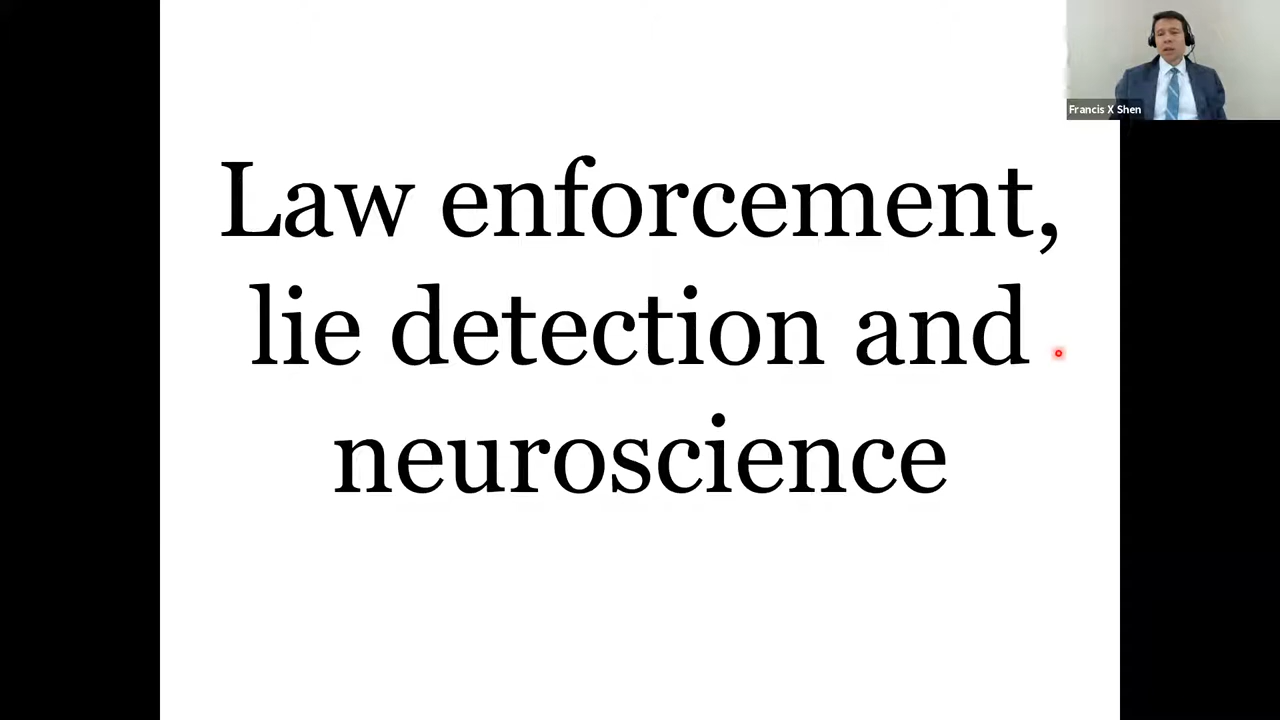 Law enforcement,
lie detection and
neuroscience
Francis X Shen